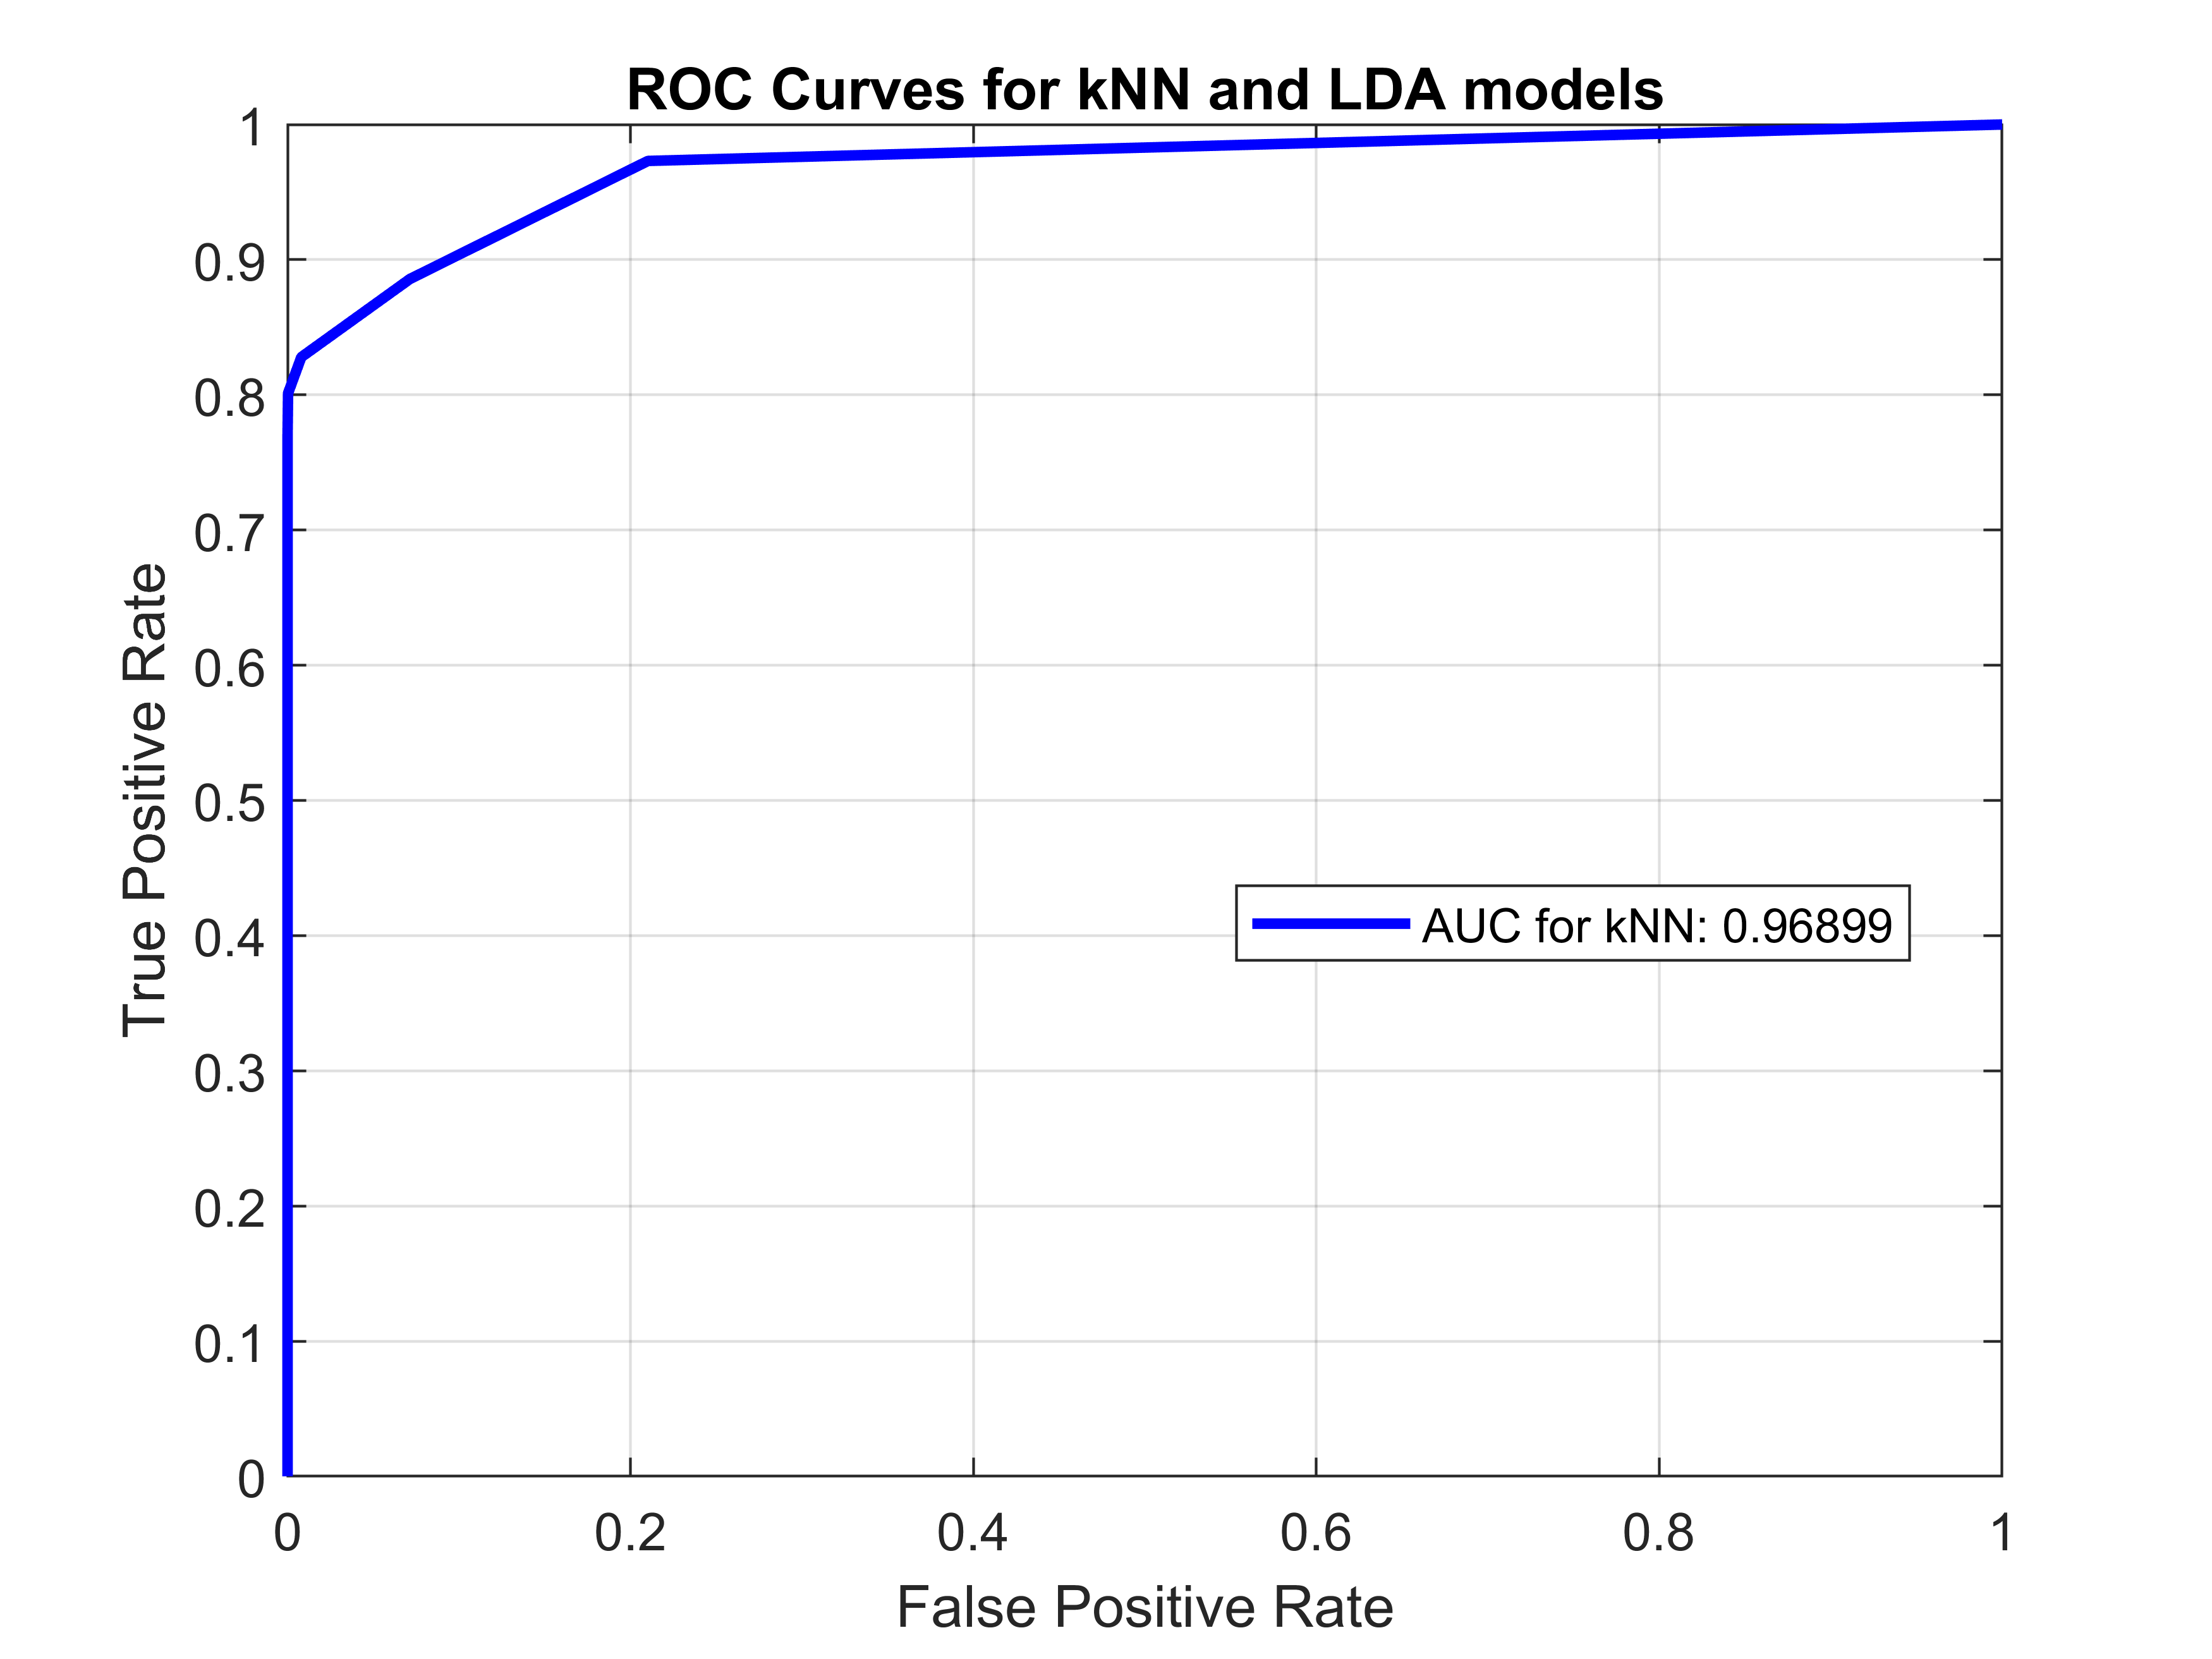 ROC Curves for kNN and LDA models
1
0.9
0.8
0.7
0.6
0.5
0.4
0.3
0.2
0.1
0
True Positive Rate
AUC for kNN: 0.96899
0 0.2 0.4 0.6 0.8 1
False Positive Rate